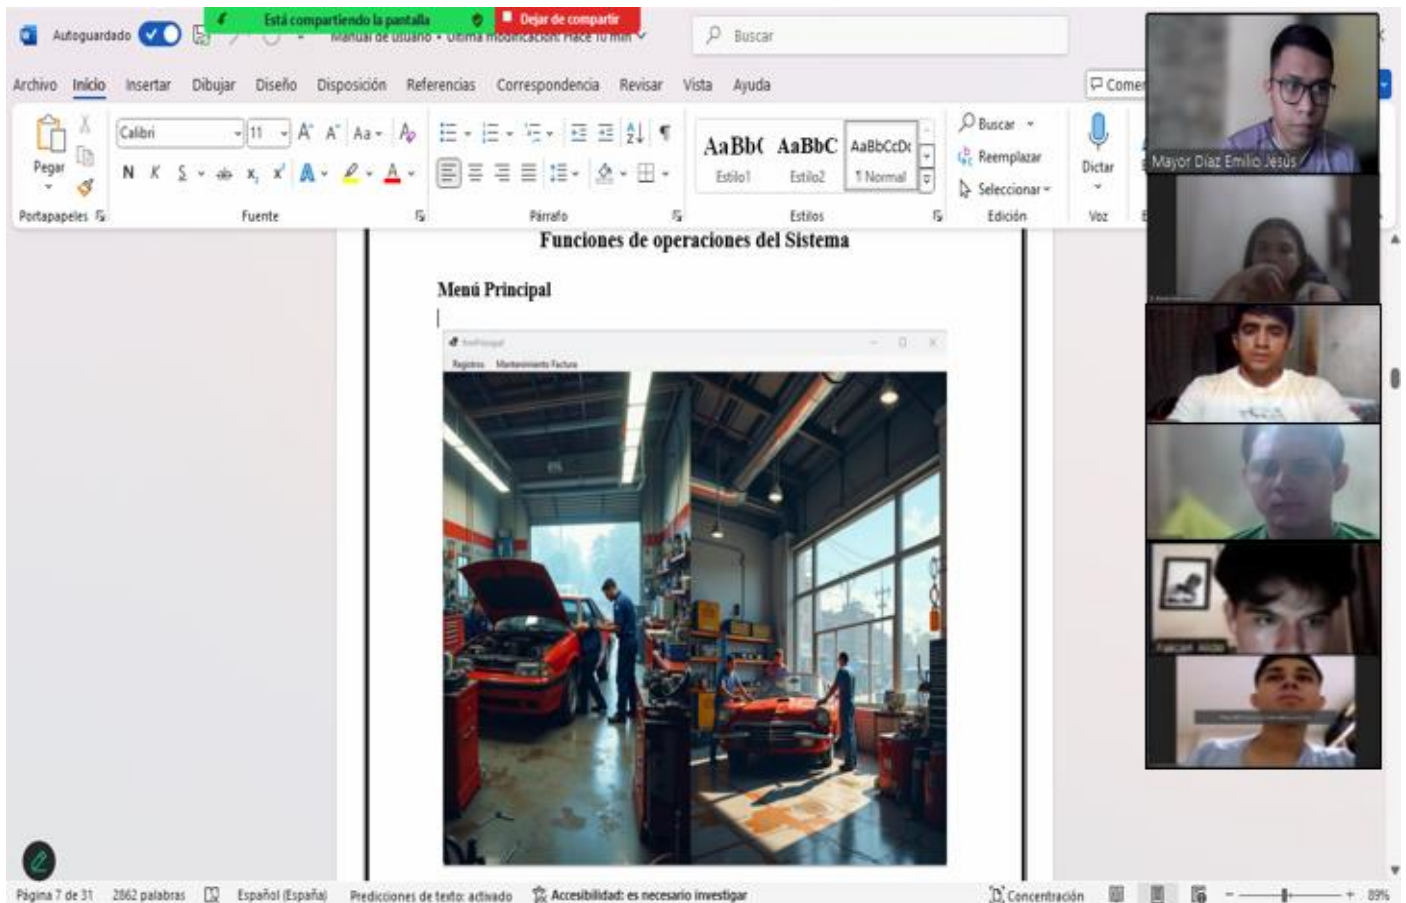 Está compartiendo la pantalla
Dejar de compartir
Autoguardado
Manual de usuario • Última modificación: Hace 10 min
Buscar
Archivo Inicio Insertar Dibujar Diseño Disposición Referencias Correspondencia Revisar Vista Ayuda
Pegar
Portapapeles
Calibri 11 A A Aa A
N K S ab x, x² A A
Fuente
Párrafo
AaBb( AaBbC AaBbCcDc
Estilo1 Estilo2 ¶ Normal
Estilos
Buscar
Reemplazar
Seleccionar
Edición
Dictar
Voz
Mayor Díaz Emilio Jesús
Funciones de operaciones del Sistema
Menú Principal
Registros Mantenimiento Factura
Página 7 de 31 2862 palabras Español (España) Predicciones de texto: activado Accesibilidad: es necesario investigar Concentración 89%